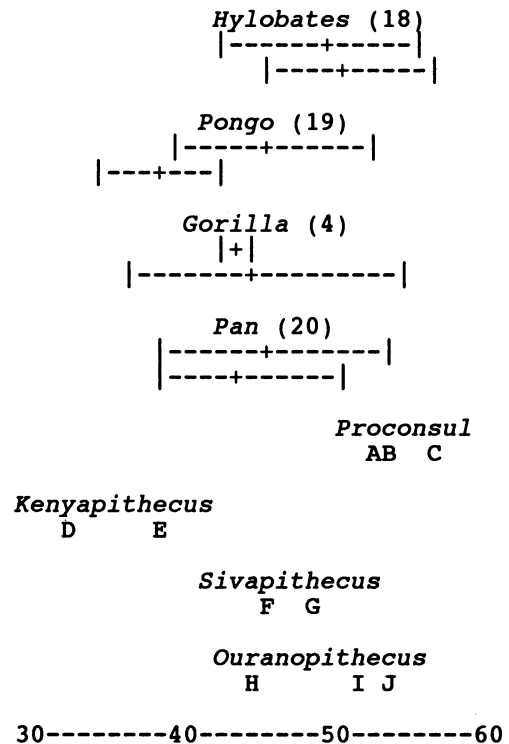 Hylobates (18)
|------+-----|
|----+-----|
Pongo (19)
|-----+------|
|---+---|
Gorilla (4)
|+|
|-------+---------|
Pan (20)
|------+-------|
|----+------|
Proconsul
AB C
Kenyapithecus
D E
Sivapithecus
F G
Ouranopithecus
H I J
30--------40--------50--------60